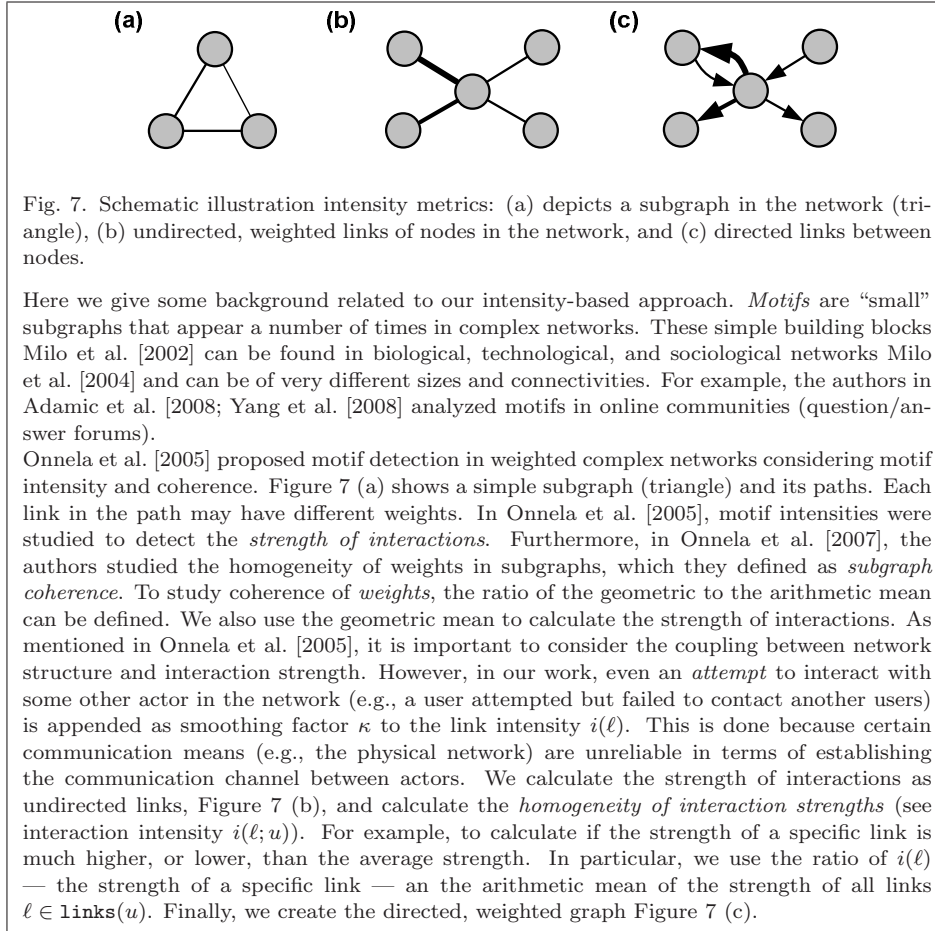 (a) (b) (c)
Fig. 7. Schematic illustration intensity metrics: (a) depicts a subgraph in the network (tri-
angle), (b) undirected, weighted links of nodes in the network, and (c) directed links between
nodes.
Here we give some background related to our intensity-based approach. Motifs are “small”
subgraphs that appear a number of times in complex networks. These simple building blocks
Milo et al. [2002] can be found in biological, technological, and sociological networks Milo
et al. [2004] and can be of very different sizes and connectivities. For example, the authors in
Adamic et al. [2008; Yang et al. [2008] analyzed motifs in online communities (question/an-
swer forums).
Onnela et al. [2005] proposed motif detection in weighted complex networks considering motif
intensity and coherence. Figure 7 (a) shows a simple subgraph (triangle) and its paths. Each
link in the path may have different weights. In Onnela et al. [2005], motif intensities were
studied to detect the strength of interactions. Furthermore, in Onnela et al. [2007], the
authors studied the homogeneity of weights in subgraphs, which they defined as subgraph
coherence. To study coherence of weights, the ratio of the geometric to the arithmetic mean
can be defined. We also use the geometric mean to calculate the strength of interactions. As
mentioned in Onnela et al. [2005], it is important to consider the coupling between network
structure and interaction strength. However, in our work, even an attempt to interact with
some other actor in the network (e.g., a user attempted but failed to contact another users)
is appended as smoothing factor κ to the link intensity i(ℓ). This is done because certain
communication means (e.g., the physical network) are unreliable in terms of establishing
the communication channel between actors. We calculate the strength of interactions as
undirected links, Figure 7 (b), and calculate the homogeneity of interaction strengths (see
interaction intensity i(ℓ; u)). For example, to calculate if the strength of a specific link is
much higher, or lower, than the average strength. In particular, we use the ratio of i(ℓ)
— the strength of a specific link — an the arithmetic mean of the strength of all links
ℓ ∈ links(u). Finally, we create the directed, weighted graph Figure 7 (c).